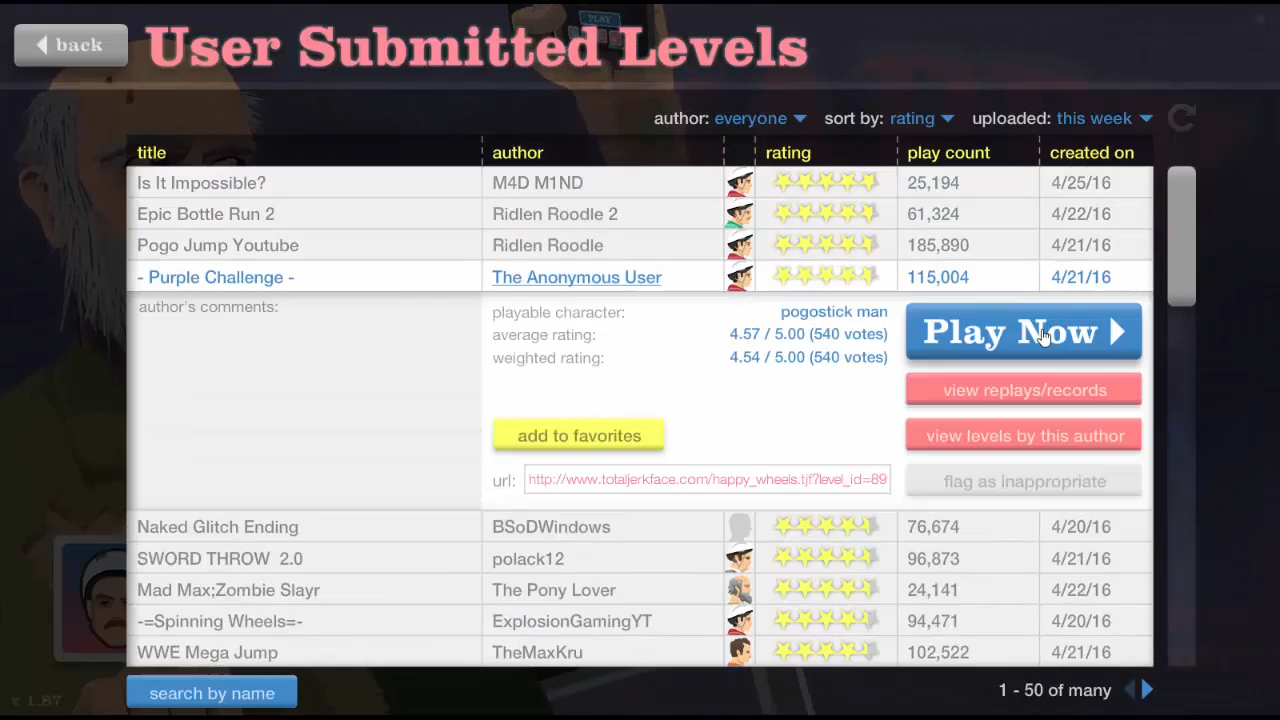 PLAY
back
User Submitted Levels
author: everyone sort by: rating uploaded: this week
title author rating play count created on
Is It Impossible? M4D M1ND 25,194 4/25/16
Epic Bottle Run 2 Ridlen Roodle 2 61,324 4/22/16
Pogo Jump Youtube Ridlen Roodle 185,890 4/21/16
- Purple Challenge - The Anonymous User 115,004 4/21/16
author's comments:
playable character: pogostick man
average rating: 4.57 / 5.00 (540 votes)
weighted rating: 4.54 / 5.00 (540 votes)
Play Now
view replays/records
add to favorites
view levels by this author
url: http://www.totaljerkface.com/happy_wheels.tjf?level_id=89
flag as inappropriate
Naked Glitch Ending BSoDWindows 76,674 4/20/16
SWORD THROW 2.0 polack12 96,873 4/21/16
Mad Max;Zombie Slayr The Pony Lover 24,141 4/22/16
-=Spinning Wheels=- ExplosionGamingYT 94,471 4/20/16
WWE Mega Jump TheMaxKru 102,522 4/21/16
search by name
1 - 50 of many
v 1.87